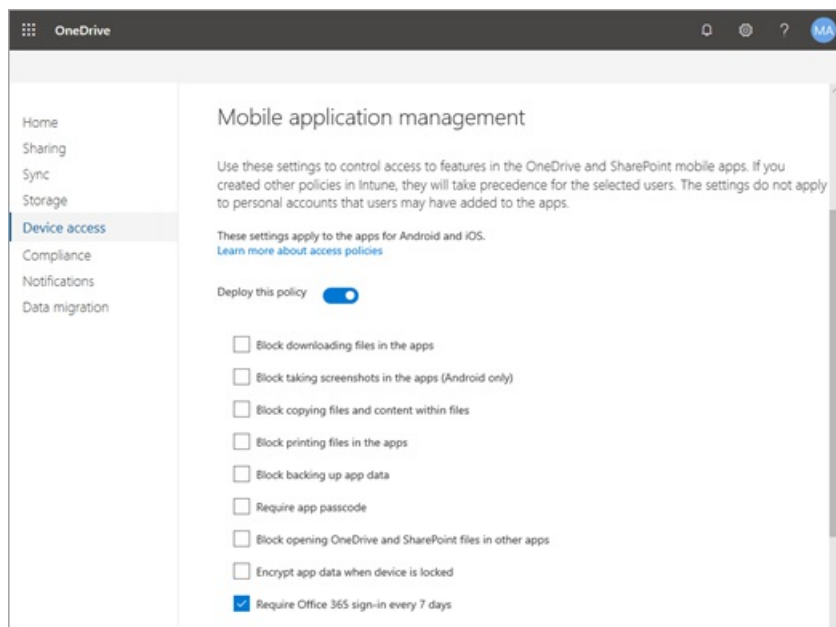 OneDrive
?
MA
Home
Sharing
Sync
Storage
Device access
Compliance
Notifications
Data migration
Mobile application management
Use these settings to control access to features in the OneDrive and SharePoint mobile apps. If you
created other policies in Intune, they will take precedence for the selected users. The settings do not apply
to personal accounts that users may have added to the apps.
These settings apply to the apps for Android and iOS.
Learn more about access policies
Deploy this policy
Block downloading files in the apps
Block taking screenshots in the apps (Android only)
Block copying files and content within files
Block printing files in the apps
Block backing up app data
Require app passcode
Block opening OneDrive and SharePoint files in other apps
Encrypt app data when device is locked
Require Office 365 sign-in every 7 days